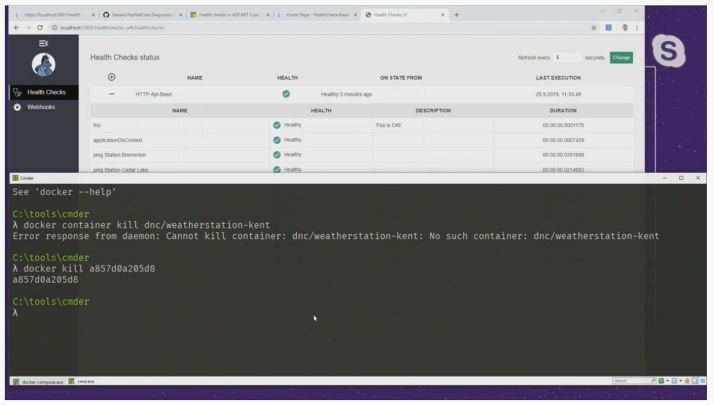 https://localhost:5001/health
Xabaril/AspNetCore.Diagnostics
Health checks in ASP.NET Core
Home Page - HealthChecksBasic
Health Checks UI
localhost:5000/healthchecks-ui#/healthchecks
Health Checks status
Refresh every 5 seconds Change
NAME HEALTH ON STATE FROM LAST EXECUTION
Health Checks
HTTP-Api-Basic Healthy 3 minutes ago 25.9.2019, 11:33:49
Webhooks
NAME HEALTH DESCRIPTION DURATION
foo Healthy Foo is OK! 00:00:00.0001170
applicationDbContext Healthy 00:00:00.0007439
ping Station Bremerton Healthy 00:00:00.0351898
ping Station Cedar Lake Healthy 00:00:00.0214883
Cmder
See 'docker --help'
C:\tools\cmder
λ docker container kill dnc/weatherstation-kent
Error response from daemon: Cannot kill container: dnc/weatherstation-kent: No such container: dnc/weatherstation-kent
C:\tools\cmder
λ docker kill a857d0a205d8
a857d0a205d8
C:\tools\cmder
λ
docker-compose.exe cmd.exe
Search